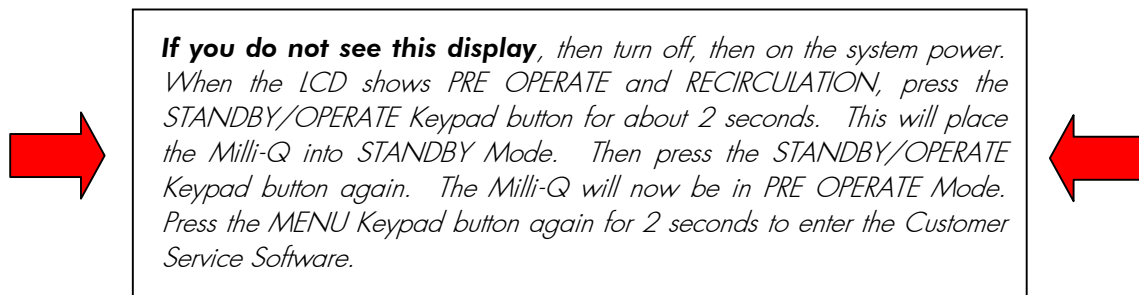 If you do not see this display, then turn off, then on the system power.
When the LCD shows PRE OPERATE and RECIRCULATION, press the
STANDBY/OPERATE Keypad button for about 2 seconds. This will place
the Milli-Q into STANDBY Mode. Then press the STANDBY/OPERATE
Keypad button again. The Milli-Q will now be in PRE OPERATE Mode.
Press the MENU Keypad button again for 2 seconds to enter the Customer
Service Software.